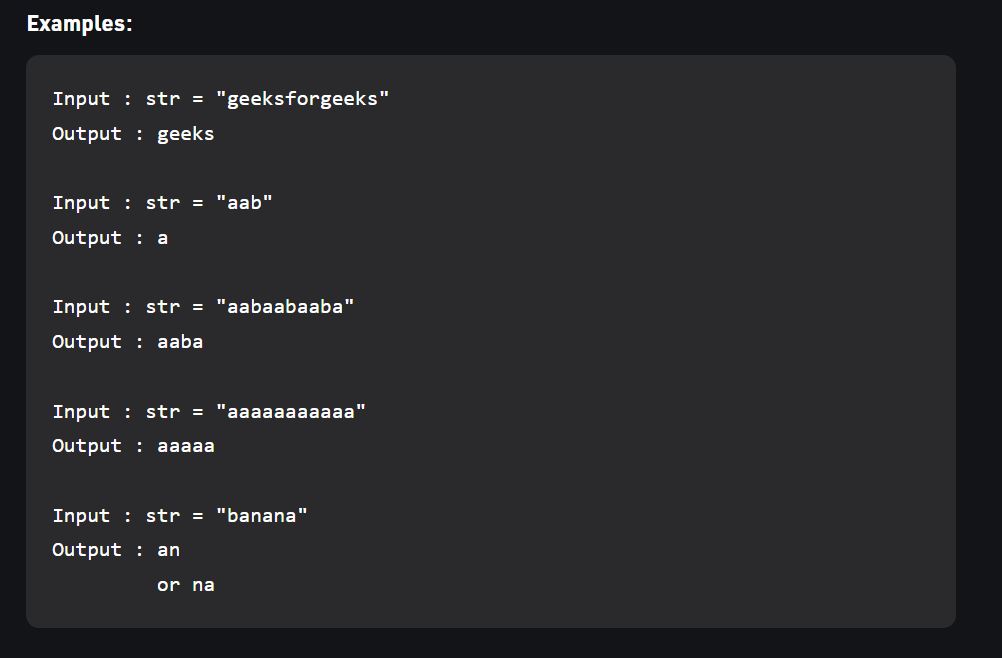 Examples:
Input : str = "geeksforgeeks"
Output : geeks
Input : str = "aab"
Output : a
Input : str = "aabaabaaba"
Output : aaba
Input : str = "aaaaaaaaaaa"
Output : aaaaa
Input : str = "banana"
Output : an
or na